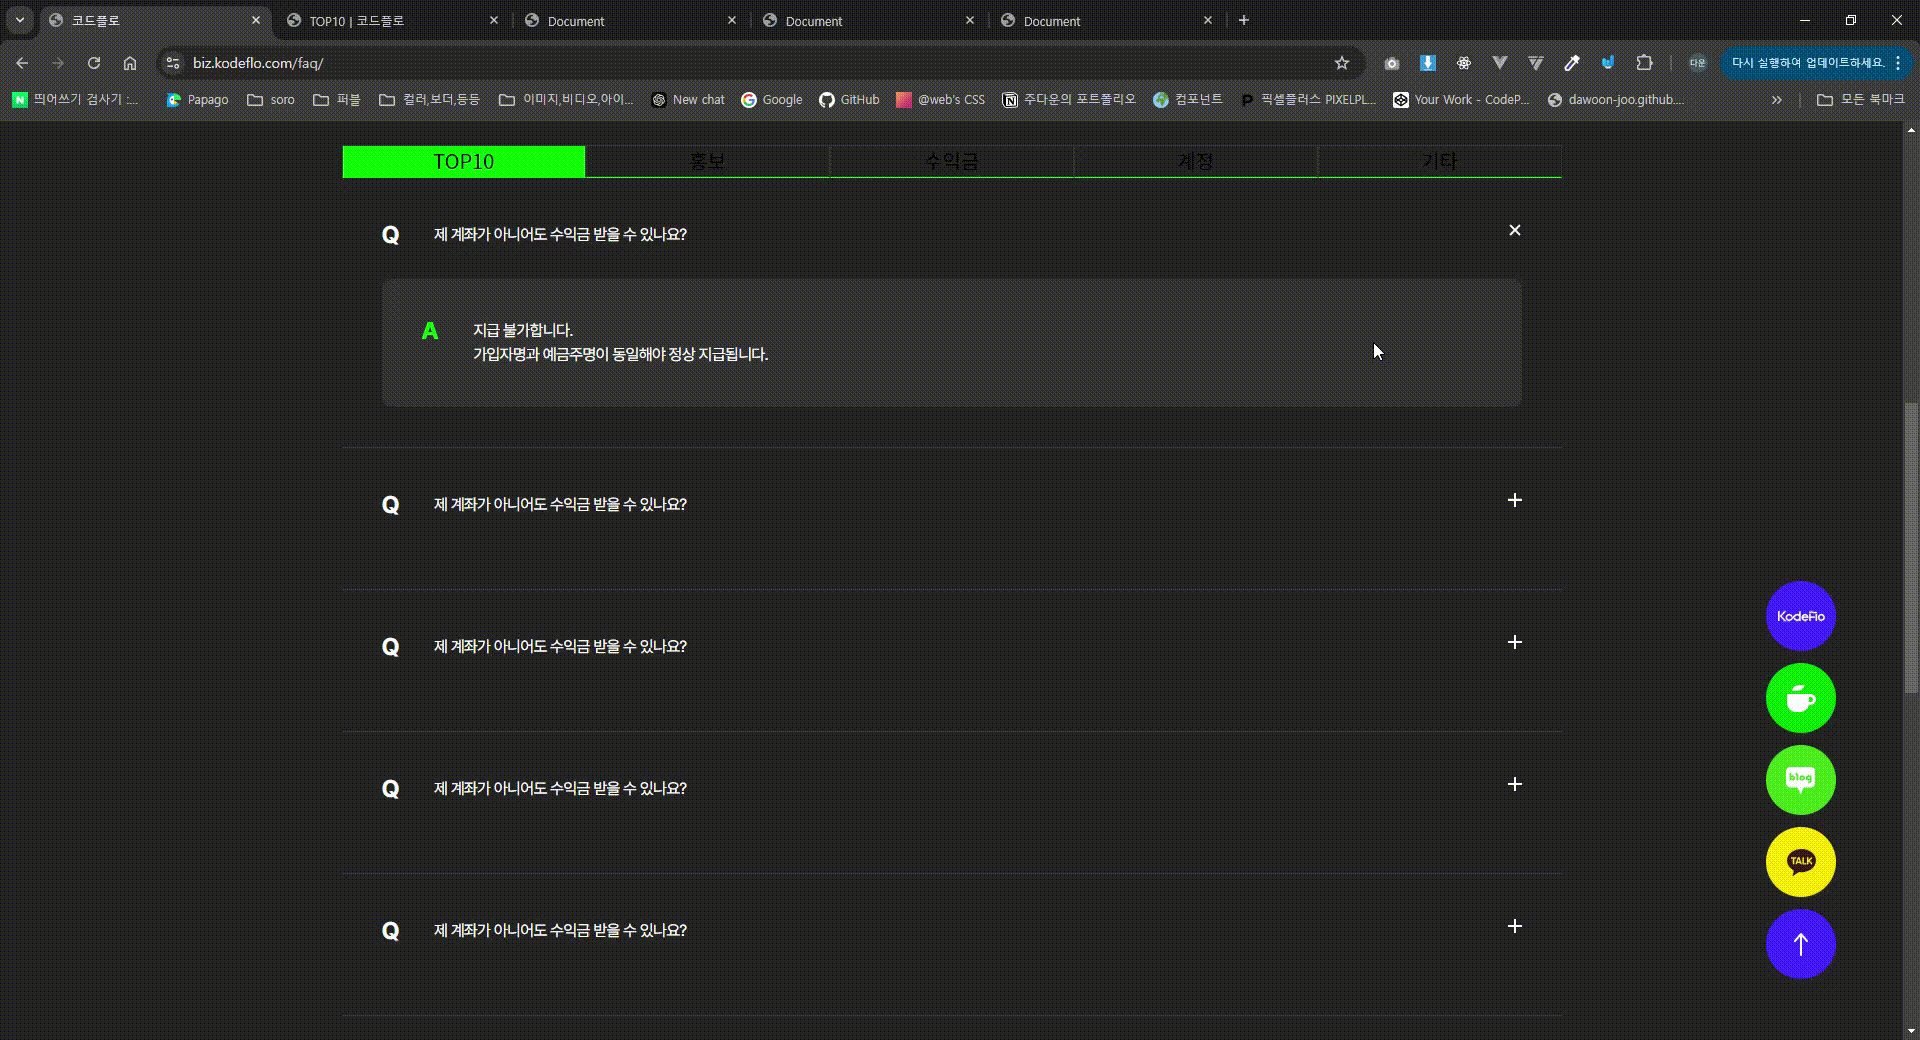 코드플로
TOP10 | 코드플로
Document
Document
Document
biz.kodeflo.com/faq/
다운
다시 실행하여 업데이트하세요.
띄어쓰기 검사기 :...
Papago
soro
퍼블
컬러,보더,등등
이미지,비디오,아이...
New chat
Google
GitHub
@web's CSS
주다운의 포트폴리오
컴포넌트
픽셀플러스 PIXELPL...
Your Work - CodeP...
dawoon-joo.github....
모든 북마크
TOP10
홍보
수익금
계정
기타
Q
제 계좌가 아니어도 수익금 받을 수 있나요?
A
지급 불가합니다.
가입자명과 예금주명이 동일해야 정상 지급됩니다.
Q
제 계좌가 아니어도 수익금 받을 수 있나요?
Q
제 계좌가 아니어도 수익금 받을 수 있나요?
Q
제 계좌가 아니어도 수익금 받을 수 있나요?
Q
제 계좌가 아니어도 수익금 받을 수 있나요?
KodeFlo
blog
TALK